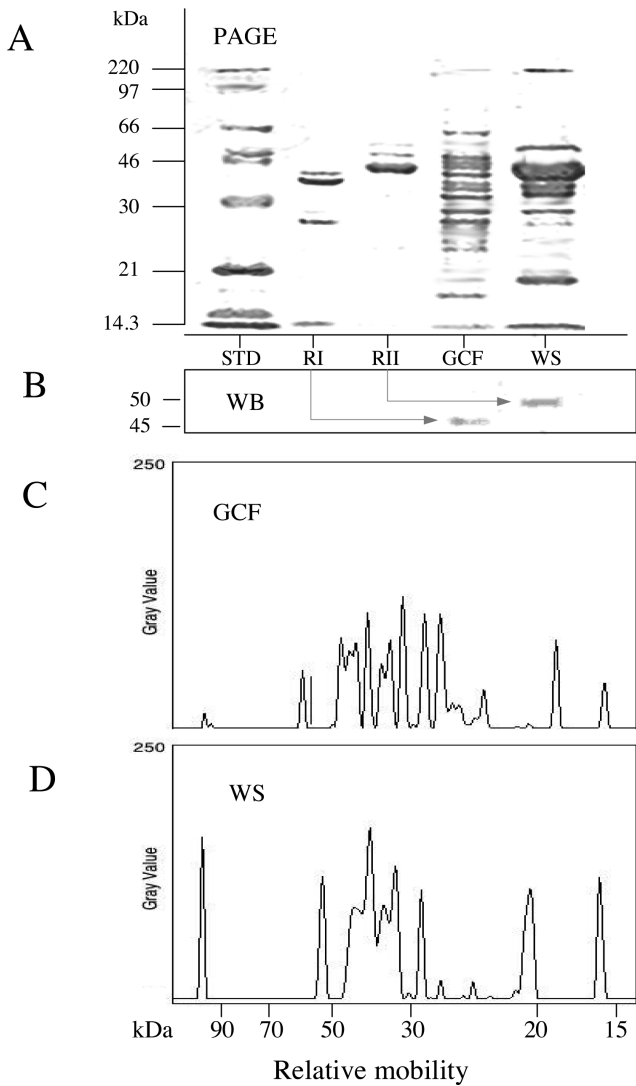 A
kDa
PAGE
220
97
66
46
30
21
14.3
STD RI RII GCF WS
B
WB
50
45
C
250
GCF
Gray Value
D
250
WS
Gray Value
kDa 90 70 50 30 20 15
Relative mobility